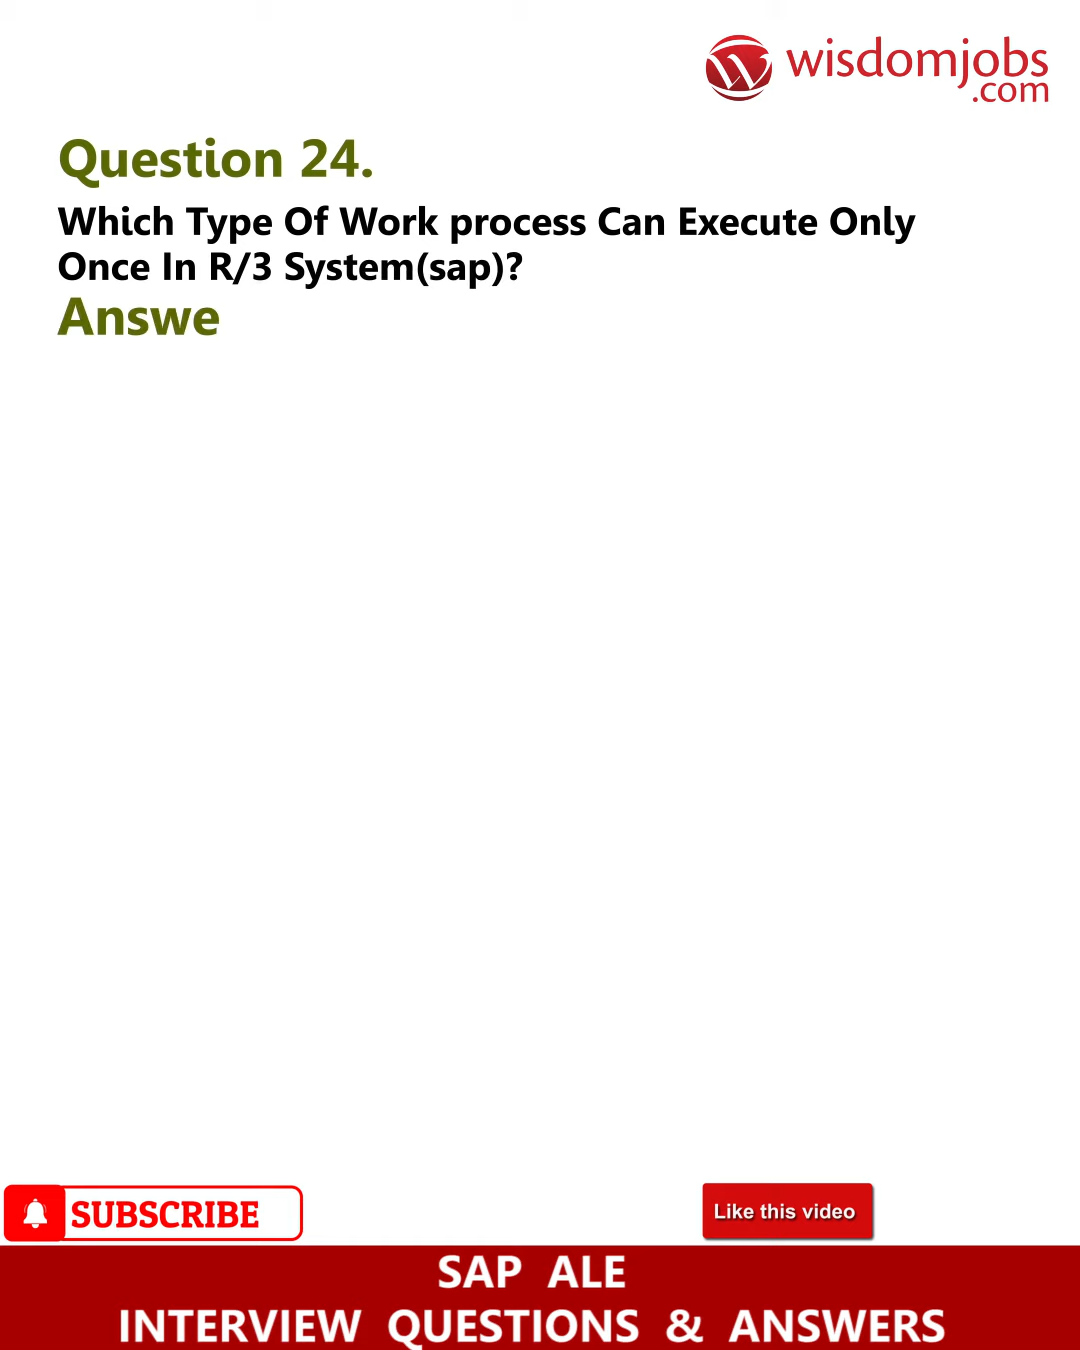 wisdomjobs
.com
Question 24.
Which Type Of Work process Can Execute Only
Once In R/3 System(sap)?
Answe
SUBSCRIBE
Like this video
SAP ALE
INTERVIEW QUESTIONS & ANSWERS